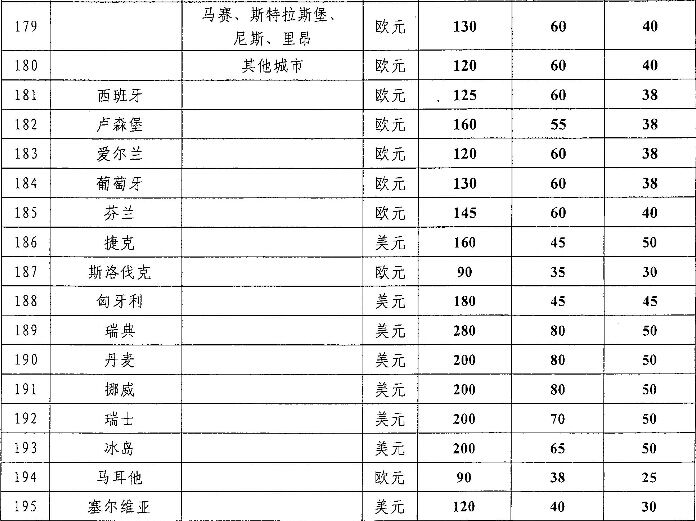 179 马赛、斯特拉斯堡、 欧元 130 60 40
尼斯、里昂
180 其他城市 欧元 120 60 40
181 西班牙 欧元 125 60 38
182 卢森堡 欧元 160 55 38
183 爱尔兰 欧元 120 60 38
184 葡萄牙 欧元 130 60 38
185 芬兰 欧元 145 60 40
186 捷克 美元 160 45 50
187 斯洛伐克 欧元 90 35 30
188 匈牙利 美元 180 45 45
189 瑞典 美元 280 80 50
190 丹麦 美元 200 80 50
191 挪威 美元 200 80 50
192 瑞士 美元 200 70 50
193 冰岛 美元 200 65 50
194 马耳他 欧元 90 38 25
195 塞尔维亚 美元 120 40 30